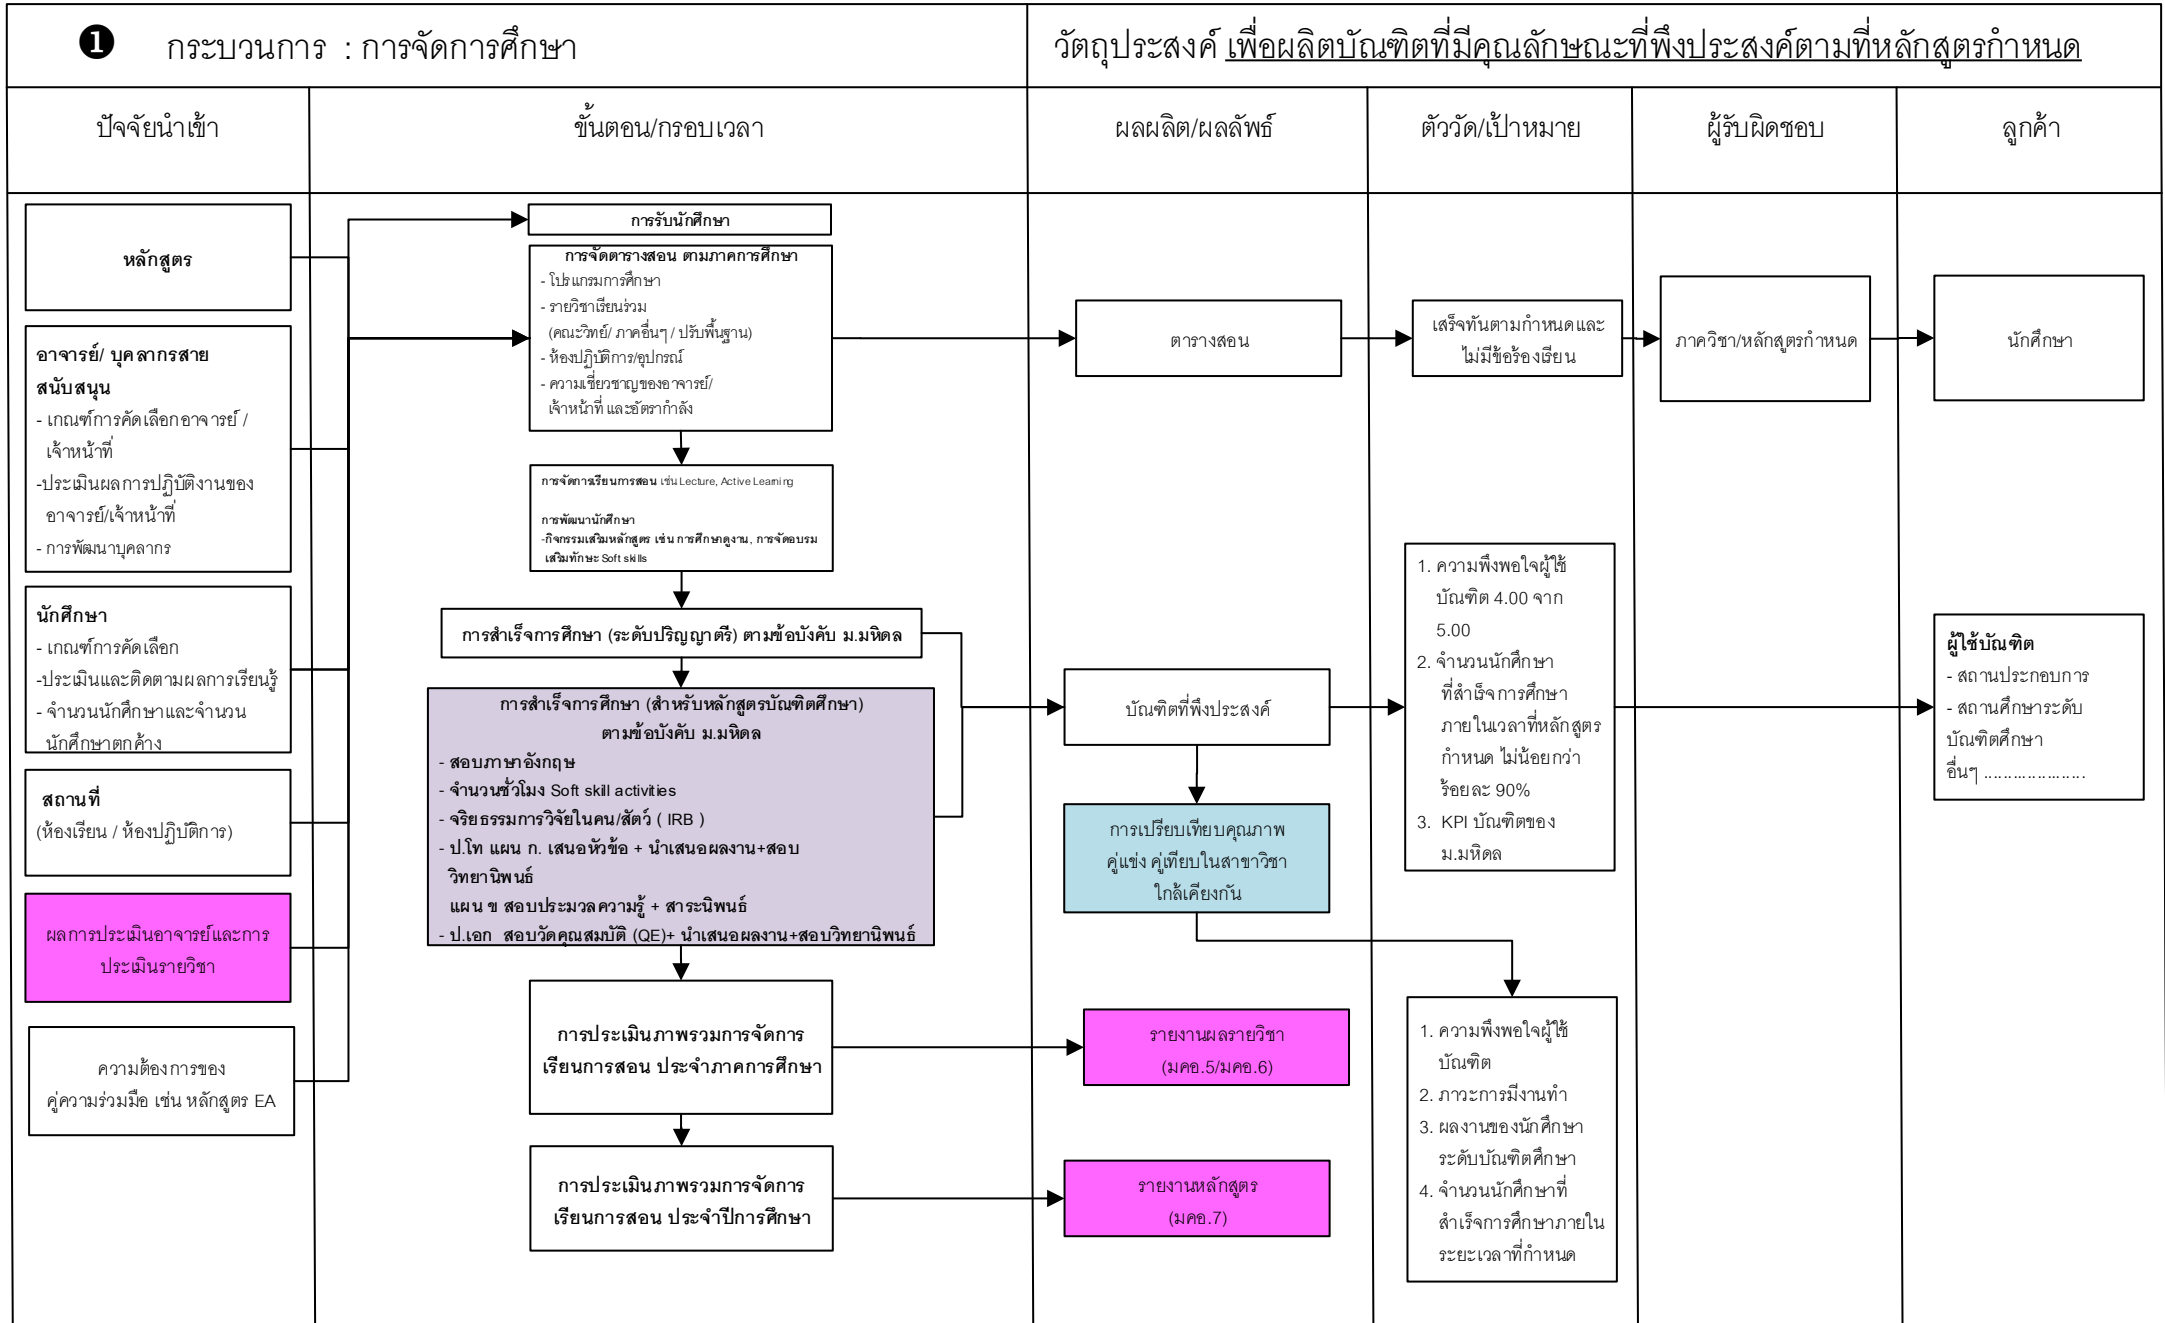 ❶ กระบวนการ : การจัดการศึกษา
วัตถุประสงค์ เพื่อผลิตบัณฑิตที่มีคุณลักษณะที่พึงประสงค์ตามที่หลักสูตรกำหนด
ปัจจัยนำเข้า
ขั้นตอน/กรอบเวลา
ผลผลิต/ผลลัพธ์
ตัววัด/เป้าหมาย
ผู้รับผิดชอบ
ลูกค้า
หลักสูตร
อาจารย์/ บุคลากรสาย
สนับสนุน
- เกณฑ์การคัดเลือกอาจารย์ /
เจ้าหน้าที่
-ประเมินผลการปฏิบัติงานของ
อาจารย์/เจ้าหน้าที่
- การพัฒนาบุคลากร
นักศึกษา
- เกณฑ์การคัดเลือก
-ประเมินและติดตามผลการเรียนรู้
- จำนวนนักศึกษาและจำนวน
นักศึกษาตกค้าง
สถานที่
(ห้องเรียน / ห้องปฏิบัติการ)
ผลการประเมินอาจารย์และการ
ประเมินรายวิชา
ความต้องการของ
คู่ความร่วมมือ เช่น หลักสูตร EA
การรับนักศึกษา
การจัดตารางสอน ตามภาคการศึกษา
- โปรแกรมการศึกษา
- รายวิชาเรียนร่วม
(คณะวิทย์/ ภาคอื่นๆ / ปรับพื้นฐาน)
- ห้องปฏิบัติการ/อุปกรณ์
- ความเชี่ยวชาญของอาจารย์/
เจ้าหน้าที่ และอัตรากำลัง
การจัดการเรียนการสอน เช่น Lecture, Active Learning
การพัฒนานักศึกษา
-กิจกรรมเสริมหลักสูตร เช่น การศึกษาดูงาน, การจัดอบรม
เสริมทักษะ Soft skills
การสำเร็จการศึกษา (ระดับปริญญาตรี) ตามข้อบังคับ ม.มหิดล
การสำเร็จการศึกษา (สำหรับหลักสูตรบัณฑิตศึกษา)
ตามข้อบังคับ ม.มหิดล
- สอบภาษาอังกฤษ
- จำนวนชั่วโมง Soft skill activities
- จริยธรรมการวิจัยในคน/สัตว์ ( IRB )
- ป.โท แผน ก. เสนอหัวข้อ + นำเสนอผลงาน+สอบ
วิทยานิพนธ์
แผน ข สอบประมวลความรู้ + สาระนิพนธ์
- ป.เอก สอบวัดคุณสมบัติ (QE)+ นำเสนอผลงาน+สอบวิทยานิพนธ์
การประเมินภาพรวมการจัดการ
เรียนการสอน ประจำภาคการศึกษา
การประเมินภาพรวมการจัดการ
เรียนการสอน ประจำปีการศึกษา
ตารางสอน
บัณฑิตที่พึงประสงค์
การเปรียบเทียบคุณภาพ
คู่แข่ง คู่เทียบในสาขาวิชา
ใกล้เคียงกัน
รายงานผลรายวิชา
(มคอ.5/มคอ.6)
รายงานหลักสูตร
(มคอ.7)
เสร็จทันตามกำหนดและ
ไม่มีข้อร้องเรียน
1. ความพึงพอใจผู้ใช้
บัณฑิต 4.00 จาก
5.00
2. จำนวนนักศึกษา
ที่สำเร็จการศึกษา
ภายในเวลาที่หลักสูตร
กำหนด ไม่น้อยกว่า
ร้อยละ 90%
3. KPI บัณฑิตของ
ม.มหิดล
1. ความพึงพอใจผู้ใช้
บัณฑิต
2. ภาวะการมีงานทำ
3. ผลงานของนักศึกษา
ระดับบัณฑิตศึกษา
4. จำนวนนักศึกษาที่
สำเร็จการศึกษาภายใน
ระยะเวลาที่กำหนด
ภาควิชา/หลักสูตรกำหนด
นักศึกษา
ผู้ใช้บัณฑิต
- สถานประกอบการ
- สถานศึกษาระดับ
บัณฑิตศึกษา
อื่นๆ .....................